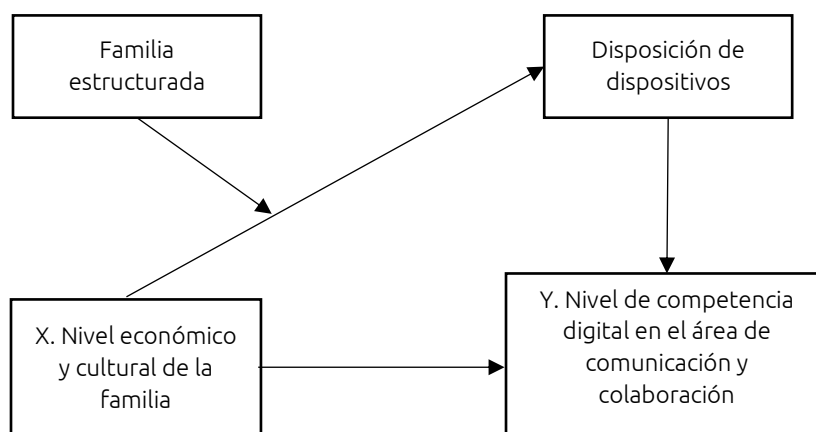 Familia
estructurada
Disposición de
dispositivos
X. Nivel económico
y cultural de la
familia
Y. Nivel de competencia
digital en el área de
comunicación y
colaboración